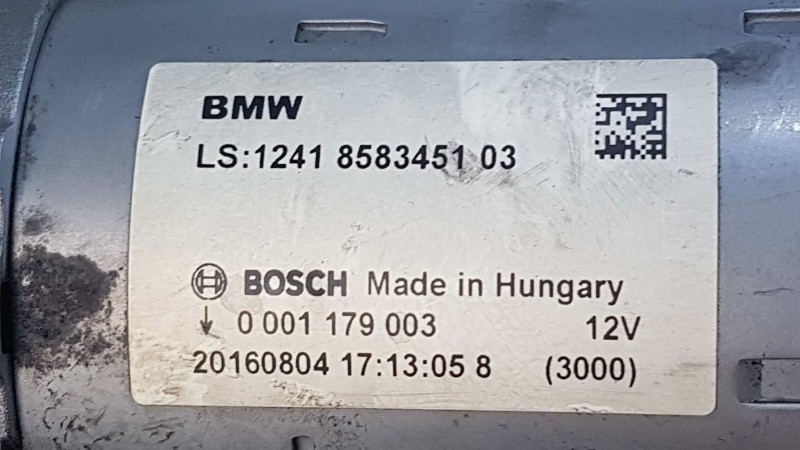 BMW
LS:1241 8583451 03
BOSCH Made in Hungary
↓ 0 001 179 003 12V
20160804 17:13:05 8 (3000)